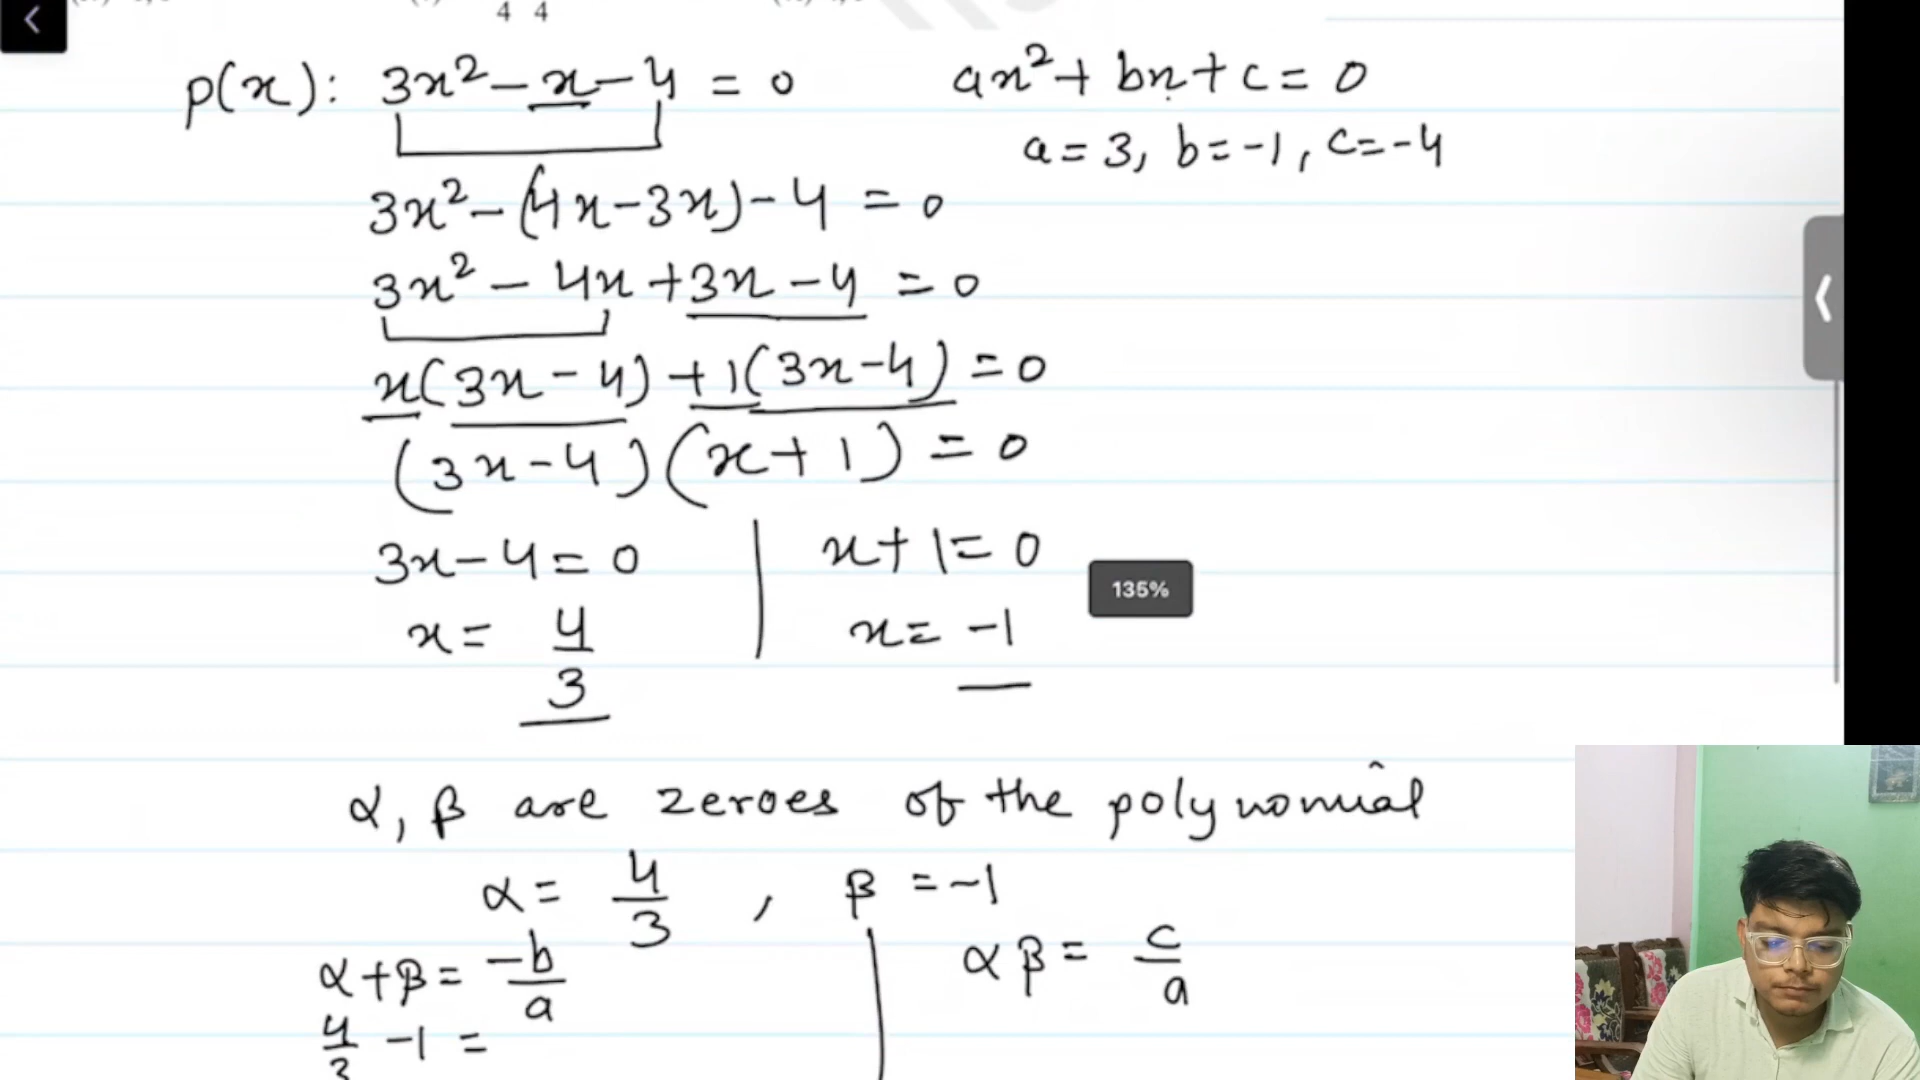 4 4
p(x): 3x² - x - 4 = 0
ax² + bx + c = 0
a = 3, b = -1, c = -4
3x² - (4x - 3x) - 4 = 0
3x² - 4x + 3x - 4 = 0
x(3x - 4) + 1(3x - 4) = 0
(3x - 4)(x + 1) = 0
3x - 4 = 0
x + 1 = 0
x = 4/3
x = -1
135%
α, β are zeroes of the polynomial
α = 4/3 , β = -1
α + β = -b/a
αβ = c/a
4/3 - 1 =